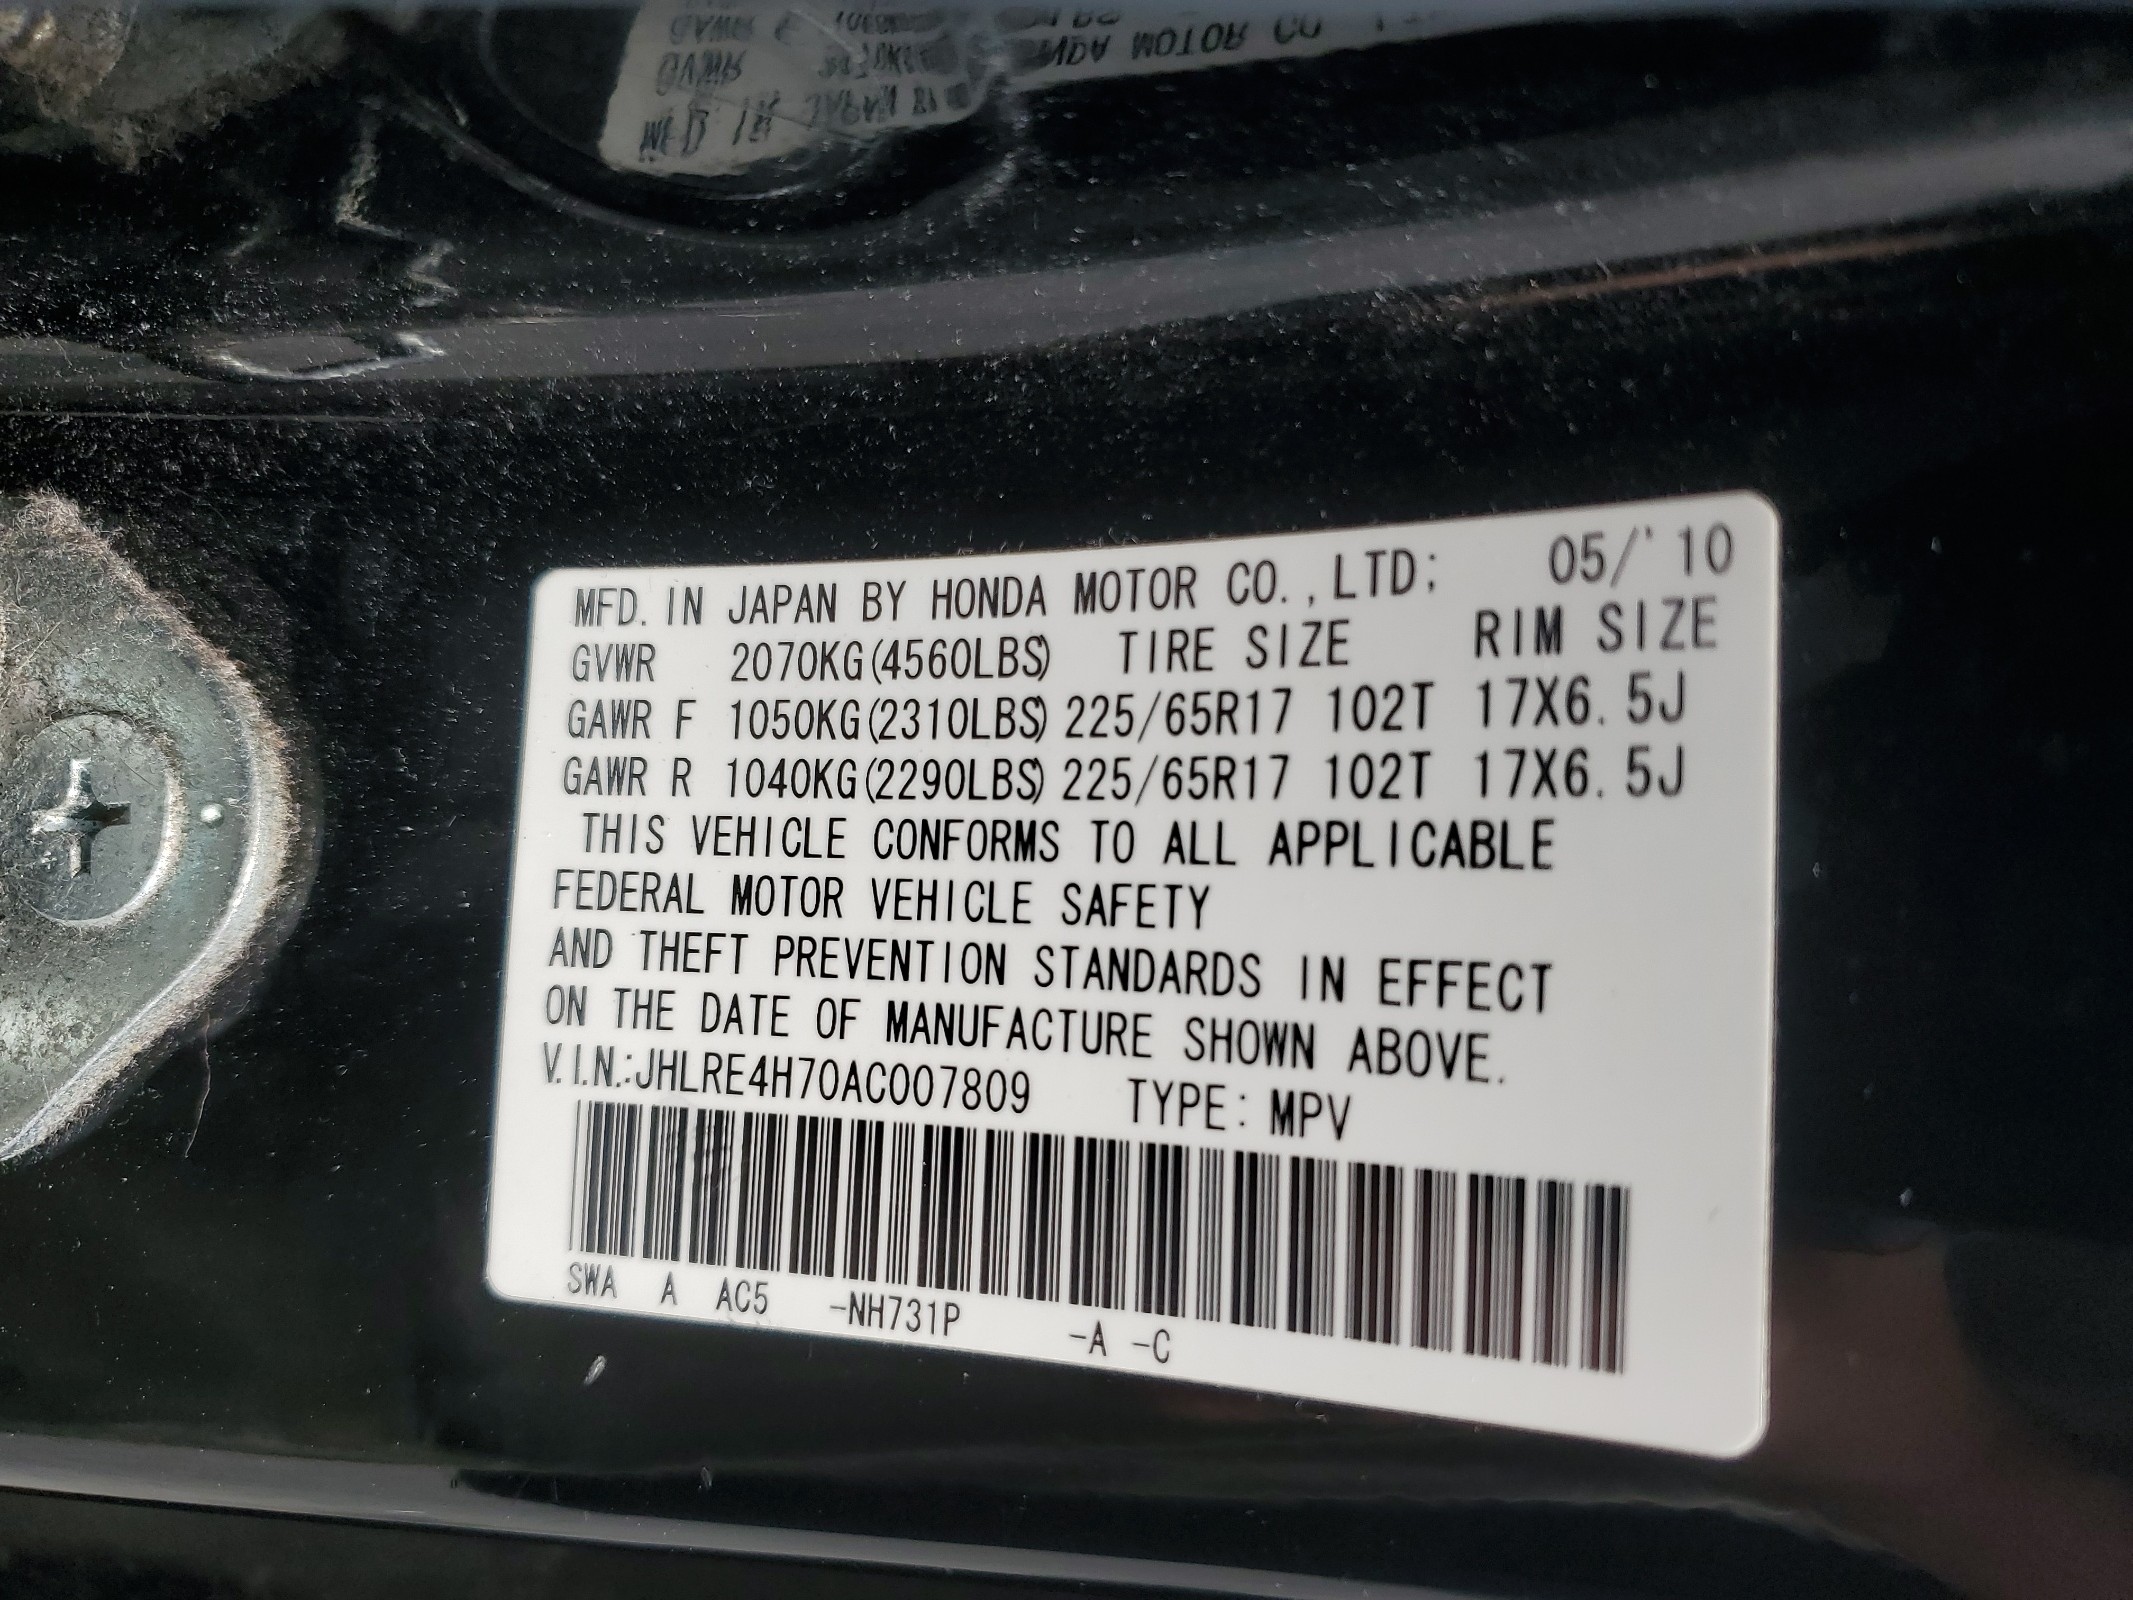 MFD. IN JAPAN BY HONDA MOTOR CO., LTD; 05/'10
GVWR 2070KG(4560LBS) TIRE SIZE RIM SIZE
GAWR F 1050KG(2310LBS) 225/65R17 102T 17X6.5J
GAWR R 1040KG(2290LBS) 225/65R17 102T 17X6.5J
THIS VEHICLE CONFORMS TO ALL APPLICABLE
FEDERAL MOTOR VEHICLE SAFETY
AND THEFT PREVENTION STANDARDS IN EFFECT
ON THE DATE OF MANUFACTURE SHOWN ABOVE.
V.I.N.:JHLRE4H70AC007809 TYPE: MPV
SWA A AC5 -NH731P -A -C